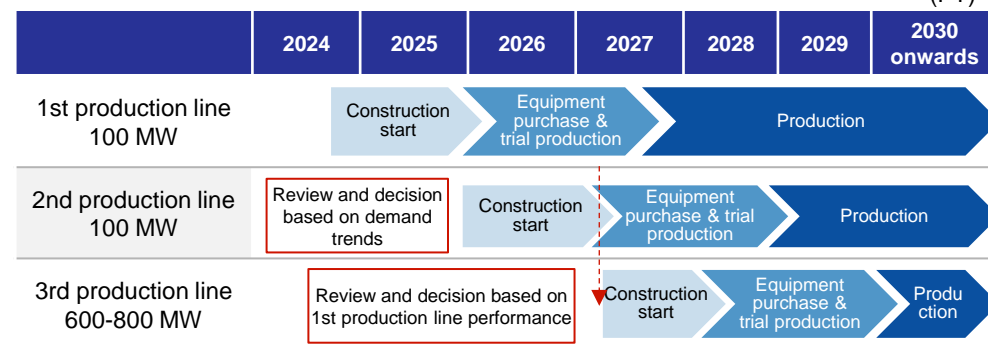 2024 2025 2026 2027 2028 2029 2030
onwards
1st production line
100 MW
Construction
start
Equipment
purchase &
trial production
Production
2nd production line
100 MW
Review and decision
based on demand
trends
Construction
start
Equipment
purchase & trial
production
Production
3rd production line
600-800 MW
Review and decision based on
1st production line performance
Construction
start
Equipment
purchase &
trial production
Produ
ction